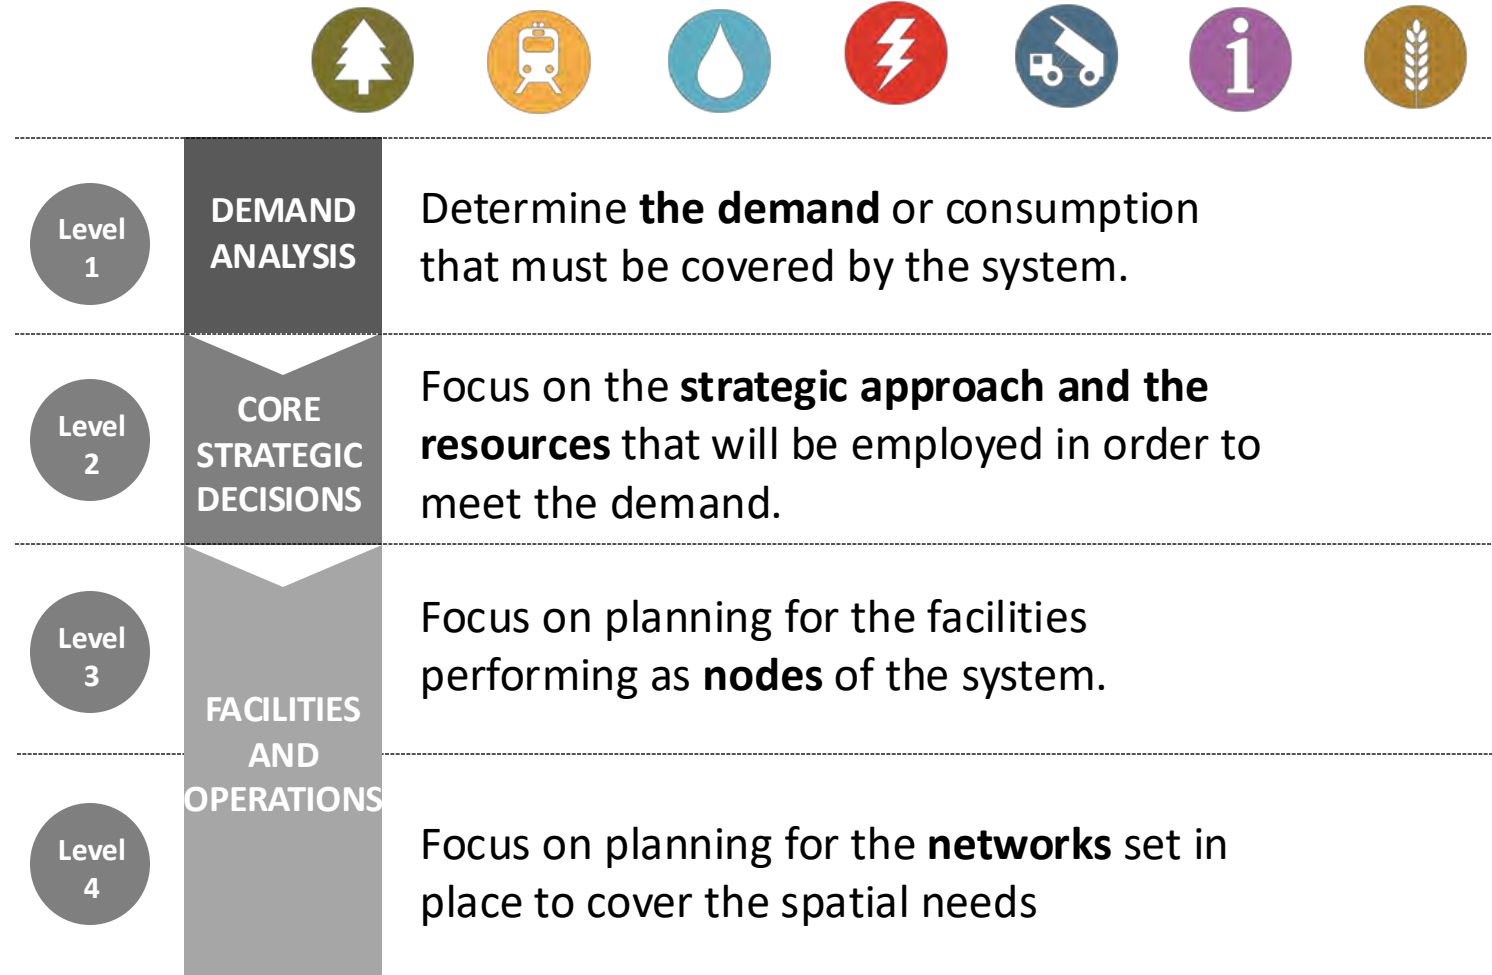 Level
1
DEMAND
ANALYSIS
Determine the demand or consumption
that must be covered by the system.
Level
2
CORE
STRATEGIC
DECISIONS
Focus on the strategic approach and the
resources that will be employed in order to
meet the demand.
Level
3
FACILITIES
AND
OPERATIONS
Focus on planning for the facilities
performing as nodes of the system.
Level
4
Focus on planning for the networks set in
place to cover the spatial needs